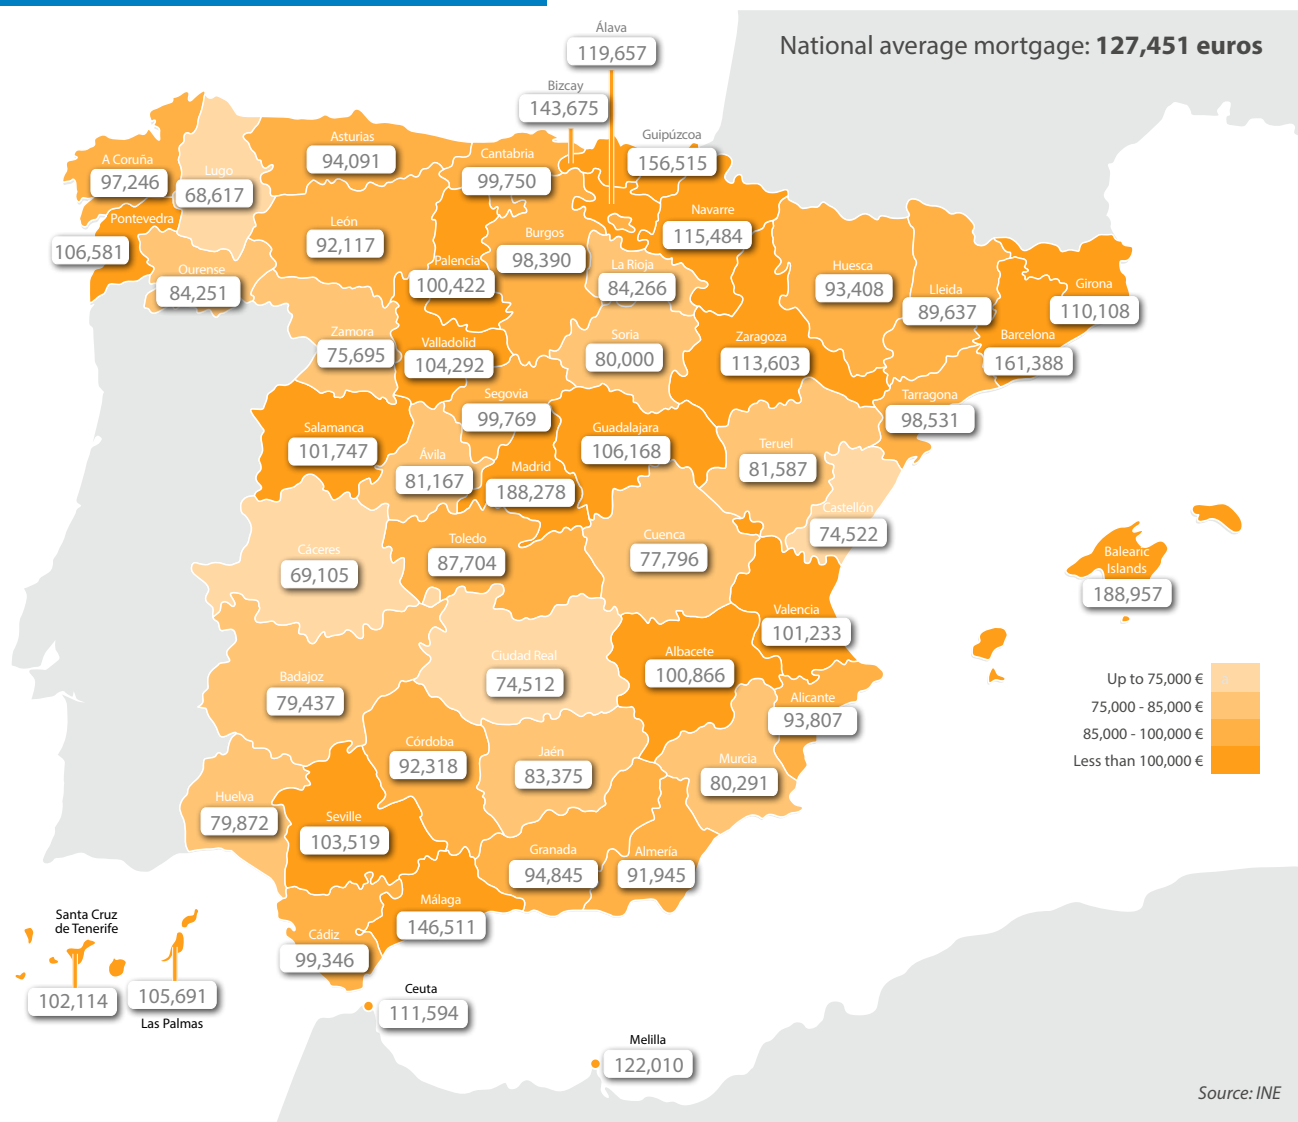 National average mortgage: 127,451 euros
Álava
119,657
Bizcay
143,675
Guipúzcoa
156,515
Asturias
94,091
Cantabria
99,750
A Coruña
97,246
Lugo
68,617
Pontevedra
106,581
León
92,117
Navarre
115,484
Burgos
98,390
Palencia
100,422
La Rioja
84,266
Ourense
84,251
Huesca
93,408
Lleida
89,637
Girona
110,108
Zamora
75,695
Valladolid
104,292
Soria
80,000
Zaragoza
113,603
Barcelona
161,388
Segovia
99,769
Tarragona
98,531
Salamanca
101,747
Guadalajara
106,168
Ávila
81,167
Madrid
188,278
Teruel
81,587
Castellón
74,522
Cáceres
69,105
Toledo
87,704
Cuenca
77,796
Balearic
Islands
188,957
Valencia
101,233
Ciudad Real
74,512
Albacete
100,866
Badajoz
79,437
Alicante
93,807
Córdoba
92,318
Jaén
83,375
Murcia
80,291
Huelva
79,872
Seville
103,519
Granada
94,845
Almería
91,945
Málaga
146,511
Cádiz
99,346
Up to 75,000 €
75,000 - 85,000 €
85,000 - 100,000 €
Less than 100,000 €
Santa Cruz
de Tenerife
102,114
105,691
Las Palmas
Ceuta
111,594
Melilla
122,010
Source: INE